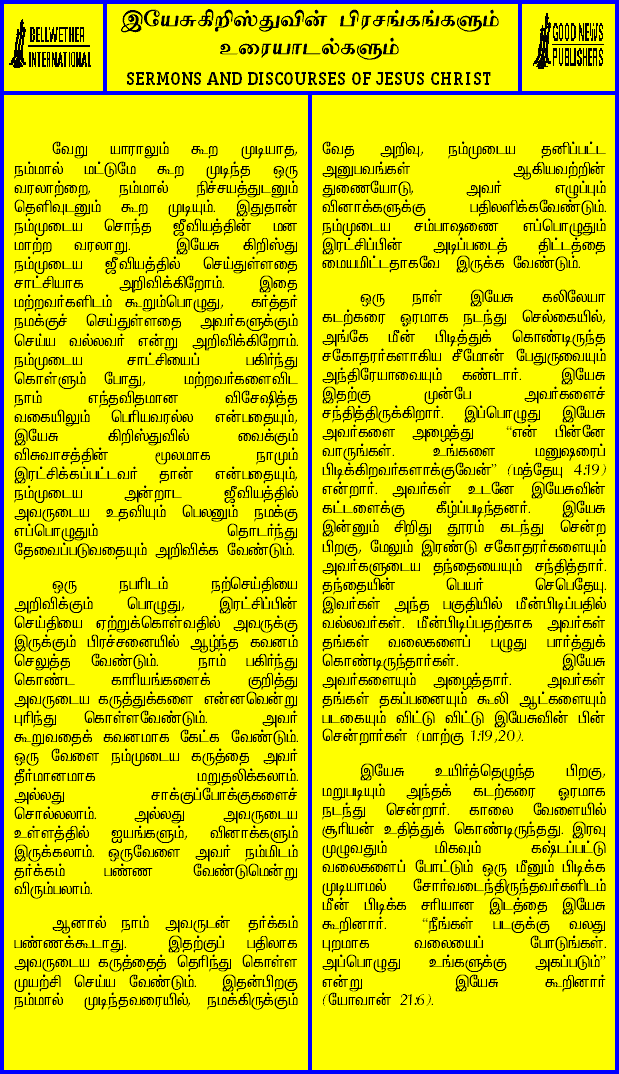 BELLWETHER
INTERNATIONAL
இயேசுகிறிஸ்துவின் பிரசங்கங்களும்
உரையாடல்களும்
SERMONS AND DISCOURSES OF JESUS CHRIST
GOOD NEWS
PUBLISHERS
வேறு யாராலும் கூற முடியாத,
நம்மால் மட்டுமே கூற முடிந்த ஒரு
வரலாற்றை, நம்மால் நிச்சயத்துடனும்
தெளிவுடனும் கூற முடியும். இதுதான்
நம்முடைய சொந்த ஜீவியத்தின் மன
மாற்ற வரலாறு. இயேசு கிறிஸ்து
நம்முடைய ஜீவியத்தில் செய்துள்ளதை
சாட்சியாக அறிவிக்கிறோம். இதை
மற்றவர்களிடம் கூறும்பொழுது, கர்த்தர்
நமக்குச் செய்துள்ளதை அவர்களுக்கும்
செய்ய வல்லவர் என்று அறிவிக்கிறோம்.
நம்முடைய சாட்சியைப் பகிர்ந்து
கொள்ளும் போது, மற்றவர்களைவிட
நாம் எந்தவிதமான விசேஷித்த
வகையிலும் பெரியவரல்ல என்பதையும்,
இயேசு கிறிஸ்துவில் வைக்கும்
விசுவாசத்தின் மூலமாக நாமும்
இரட்சிக்கப்பட்டவர் தான் என்பதையும்,
நம்முடைய அன்றாட ஜீவியத்தில்
அவருடைய உதவியும் பெலனும் நமக்கு
எப்பொழுதும் தொடர்ந்து
தேவைப்படுவதையும் அறிவிக்க வேண்டும்.
ஒரு நபரிடம் நற்செய்தியை
அறிவிக்கும் பொழுது, இரட்சிப்பின்
செய்தியை ஏற்றுக்கொள்வதில் அவருக்கு
இருக்கும் பிரச்சனையில் ஆழ்ந்த கவனம்
செலுத்த வேண்டும். நாம் பகிர்ந்து
கொண்ட காரியங்களைக் குறித்து
அவருடைய கருத்துக்களை என்னவென்று
புரிந்து கொள்ளவேண்டும். அவர்
கூறுவதைக் கவனமாக கேட்க வேண்டும்.
ஒரு வேளை நம்முடைய கருத்தை அவர்
தீர்மானமாக மறுதலிக்கலாம்.
அல்லது சாக்குப்போக்குகளைச்
சொல்லலாம். அல்லது அவருடைய
உள்ளத்தில் ஐயங்களும், வினாக்களும்
இருக்கலாம். ஒருவேளை அவர் நம்மிடம்
தர்க்கம் பண்ண வேண்டுமென்று
விரும்பலாம்.
ஆனால் நாம் அவருடன் தர்க்கம்
பண்ணக்கூடாது. இதற்குப் பதிலாக
அவருடைய கருத்தைத் தெரிந்து கொள்ள
முயற்சி செய்ய வேண்டும். இதன்பிறகு
நம்மால் முடிந்தவரையில், நமக்கிருக்கும்
வேத அறிவு, நம்முடைய தனிப்பட்ட
அனுபவங்கள் ஆகியவற்றின்
துணையோடு, அவர் எழுப்பும்
வினாக்களுக்கு பதிலளிக்கவேண்டும்.
நம்முடைய சம்பாஷணை எப்பொழுதும்
இரட்சிப்பின் அடிப்படைத் திட்டத்தை
மையமிட்டதாகவே இருக்க வேண்டும்.
ஒரு நாள் இயேசு கலிலேயா
கடற்கரை ஓரமாக நடந்து செல்கையில்,
அங்கே மீன் பிடித்துக் கொண்டிருந்த
சகோதரர்களாகிய சீமோன் பேதுருவையும்
அந்திரேயாவையும் கண்டார். இயேசு
இதற்கு முன்பே அவர்களைச்
சந்தித்திருக்கிறார். இப்பொழுது இயேசு
அவர்களை அழைத்து “என் பின்னே
வாருங்கள். உங்களை மனுஷரைப்
பிடிக்கிறவர்களாக்குவேன்” (மத்தேயு 4:19)
என்றார். அவர்கள் உடனே இயேசுவின்
கட்டளைக்கு கீழ்ப்படிந்தனர். இயேசு
இன்னும் சிறிது தூரம் கடந்து சென்ற
பிறகு, மேலும் இரண்டு சகோதரர்களையும்
அவர்களுடைய தந்தையையும் சந்தித்தார்.
தந்தையின் பெயர் செபெதேயு.
இவர்கள் அந்த பகுதியில் மீன்பிடிப்பதில்
வல்லவர்கள். மீன்பிடிப்பதற்காக அவர்கள்
தங்கள் வலைகளைப் பழுது பார்த்துக்
கொண்டிருந்தார்கள். இயேசு
அவர்களையும் அழைத்தார். அவர்கள்
தங்கள் தகப்பனையும் கூலி ஆட்களையும்
படகையும் விட்டு விட்டு இயேசுவின் பின்
சென்றார்கள் (மாற்கு 1:19,20).
இயேசு உயிர்த்தெழுந்த பிறகு,
மறுபடியும் அந்தக் கடற்கரை ஓரமாக
நடந்து சென்றார். காலை வேளையில்
சூரியன் உதித்துக் கொண்டிருந்தது. இரவு
முழுவதும் மிகவும் கஷ்டப்பட்டு
வலைகளைப் போட்டும் ஒரு மீனும் பிடிக்க
முடியாமல் சோர்வடைந்திருந்தவர்களிடம்
மீன் பிடிக்க சரியான இடத்தை இயேசு
கூறினார். “நீங்கள் படகுக்கு வலது
புறமாக வலையைப் போடுங்கள்.
அப்பொழுது உங்களுக்கு அகப்படும்”
என்று இயேசு கூறினார்
(யோவான் 21:6).